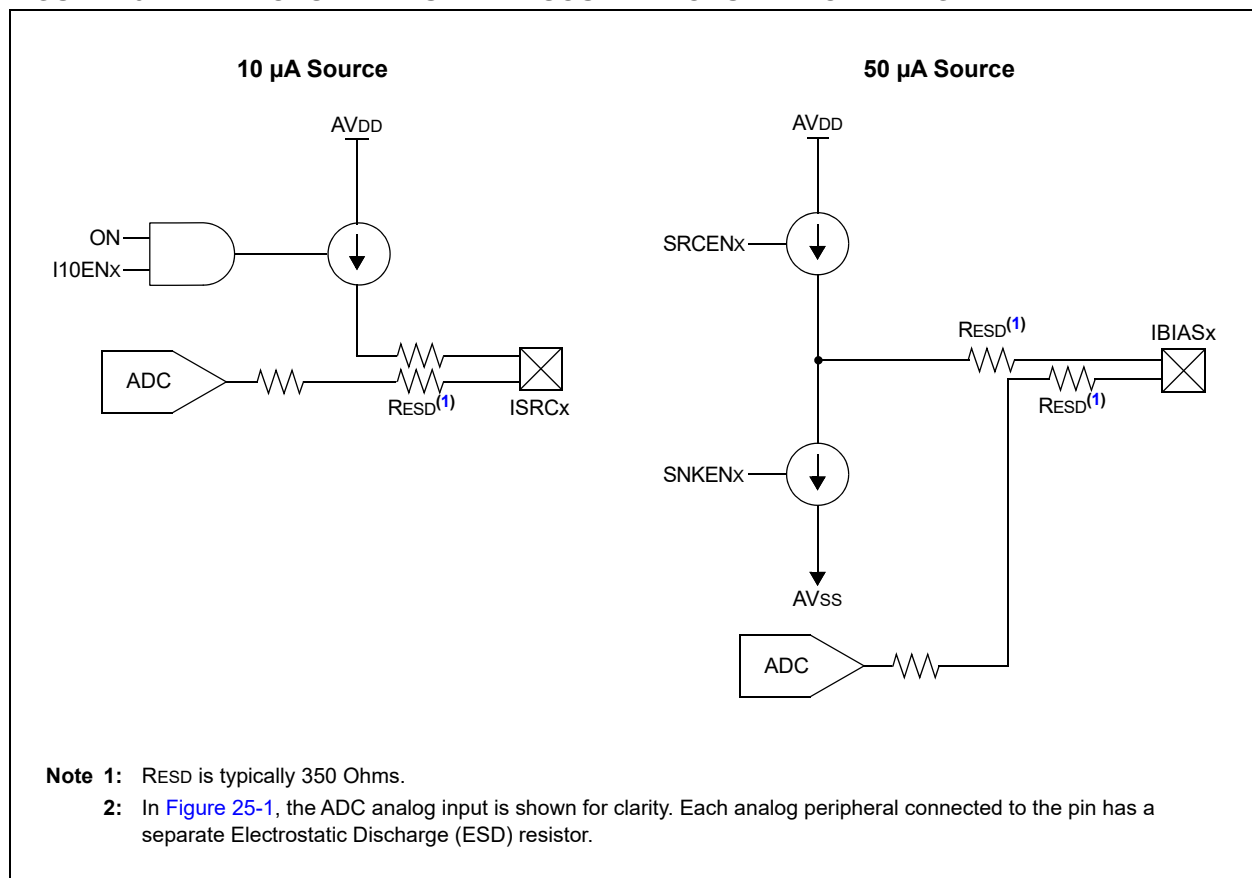 10 µA Source
50 µA Source
AVDD
AVDD
ON
I10ENx
SRCENx
RESD(1)
IBIASx
ADC
RESD(1)
ISRCx
RESD(1)
SNKENx
AVSS
ADC
Note 1: RESD is typically 350 Ohms.
2: In Figure 25-1, the ADC analog input is shown for clarity. Each analog peripheral connected to the pin has a
separate Electrostatic Discharge (ESD) resistor.